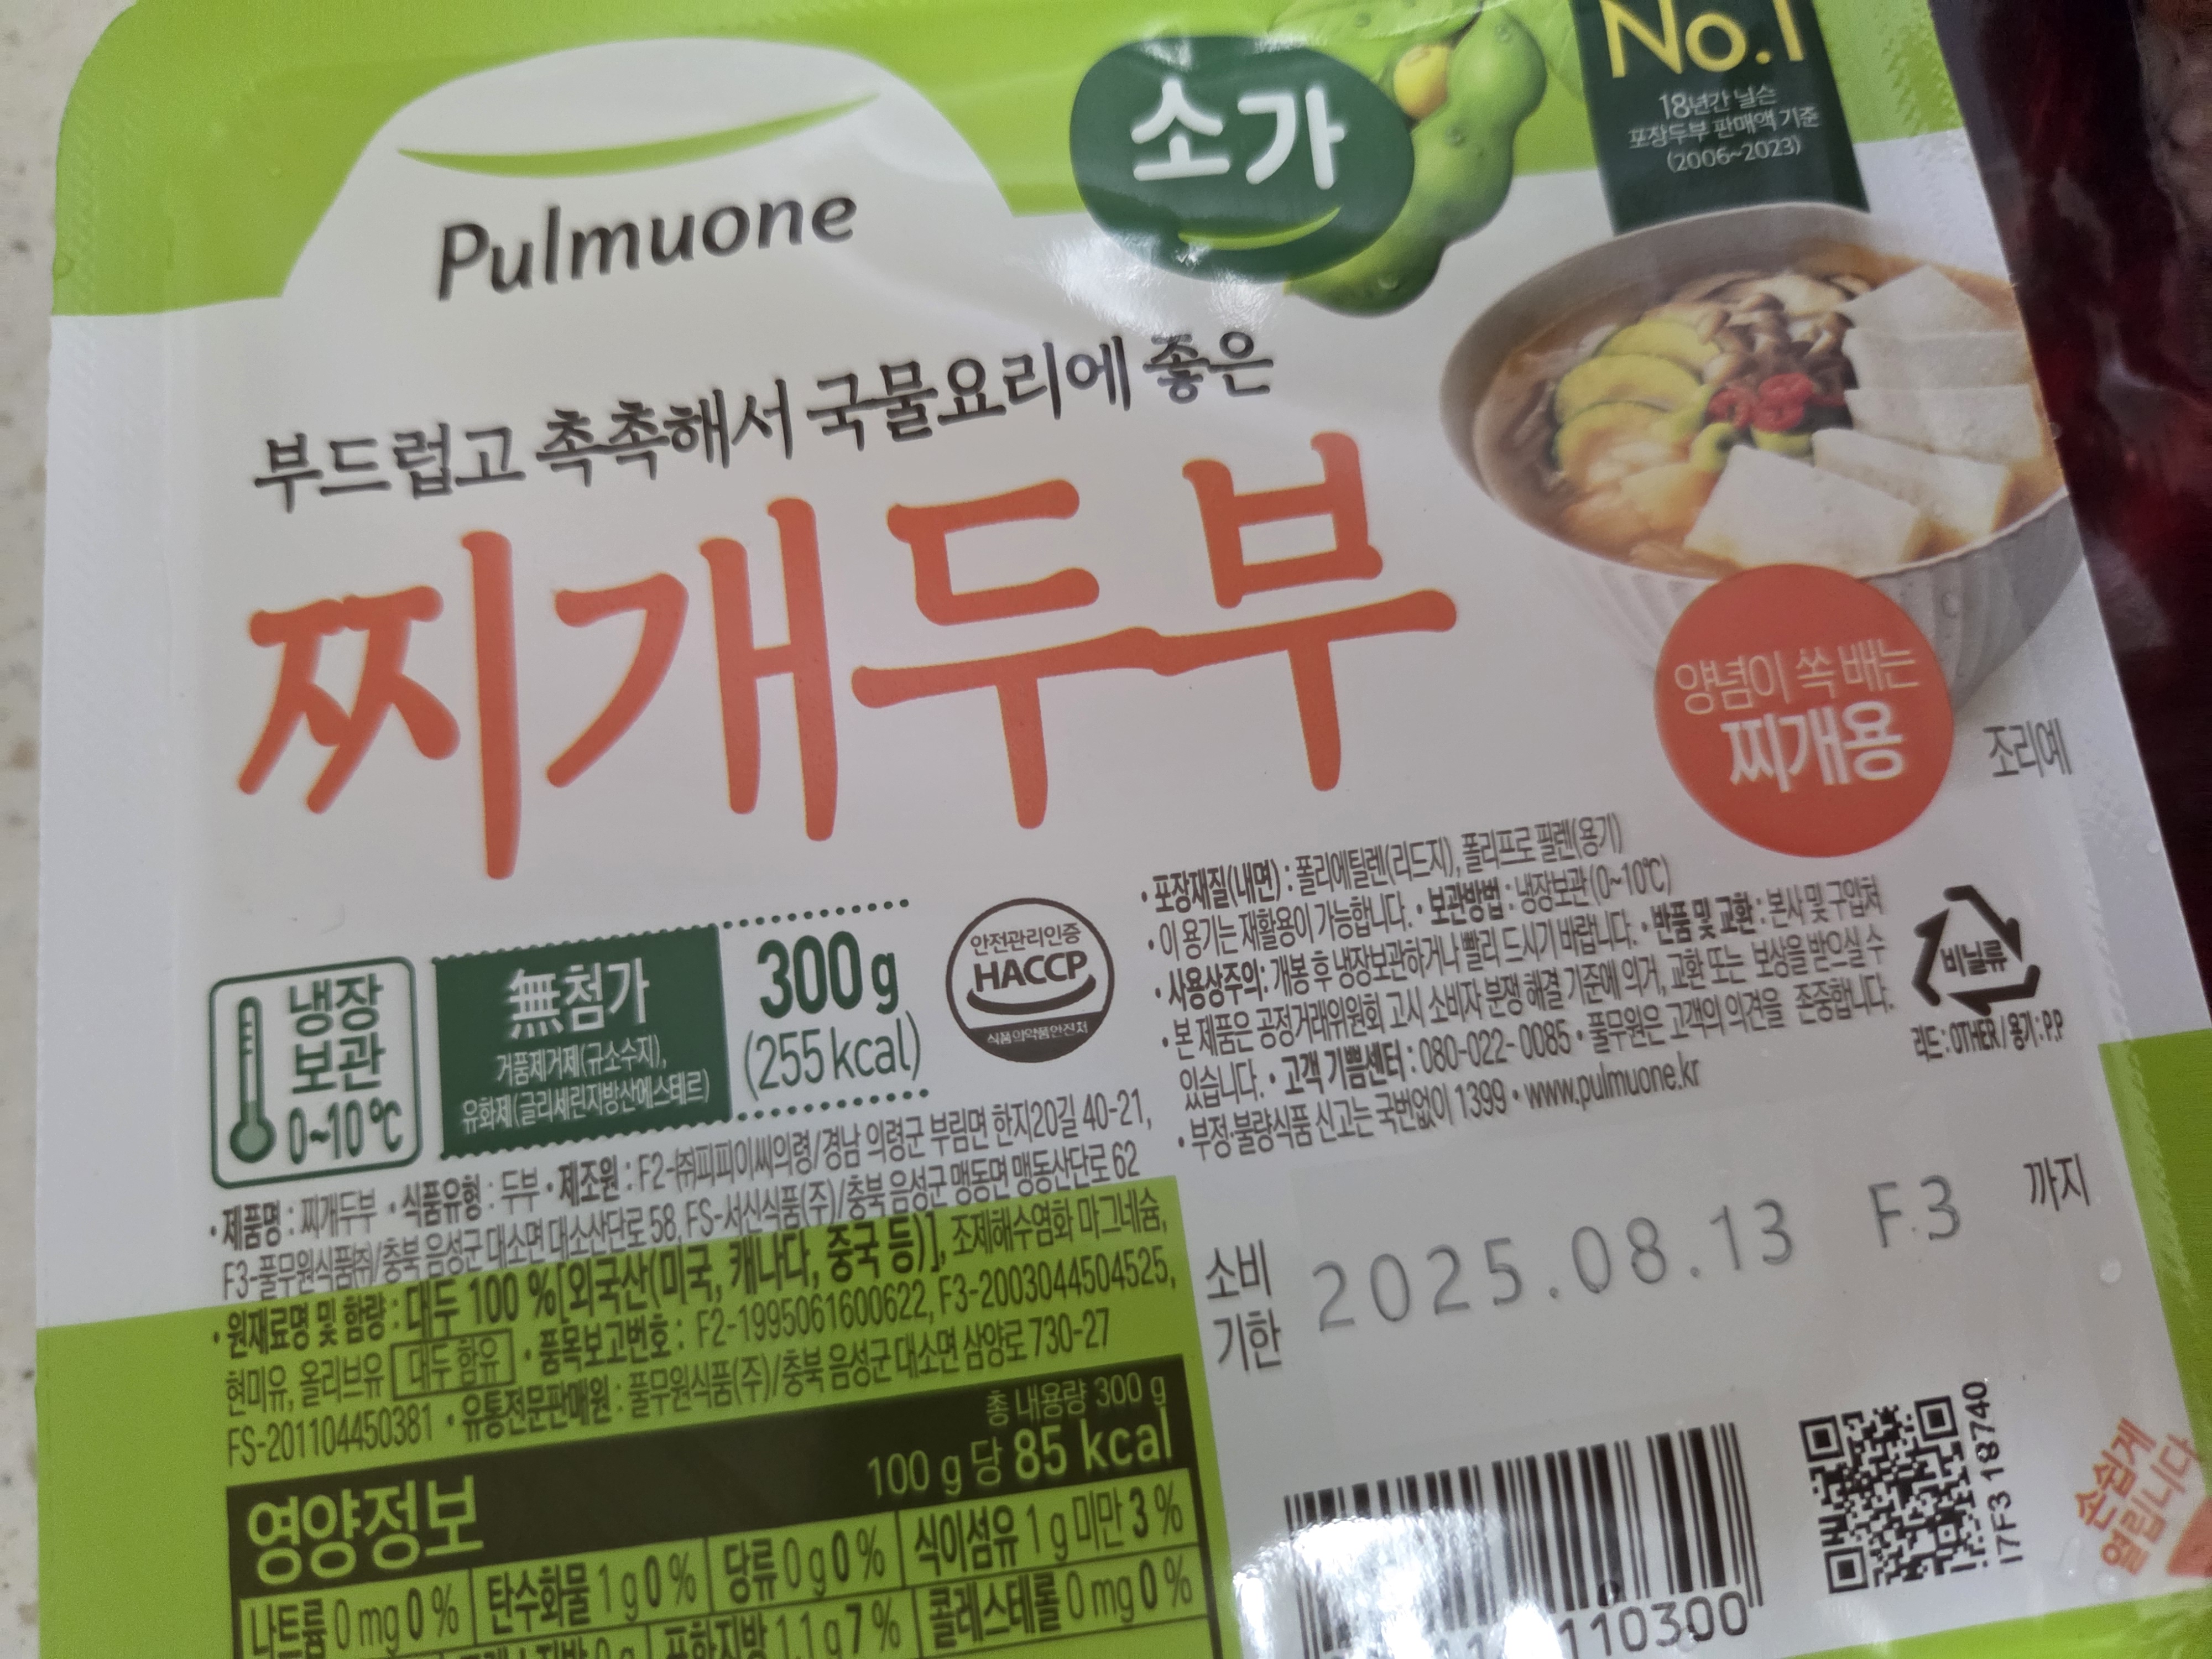 Pulmuone
소가
No.1
18년간 닐슨
포장두부 판매액 기준
(2006~2023)
부드럽고 촉촉해서 국물요리에 좋은
찌개두부
양념이 쏙 배는
찌개용
조리예
냉장
보관
0~10℃
無첨가
거품제거제(규소수지),
유화제(글리세린지방산에스테르)
300 g
(255 kcal)
안전관리인증
HACCP
식품의약품안전처
• 포장재질(내면) : 폴리에틸렌(리드지), 폴리프로필렌(용기)
• 이 용기는 재활용이 가능합니다. • 보관방법 : 냉장보관(0~10℃)
• 사용상주의: 개봉 후 냉장보관하거나 빨리 드시기 바랍니다. • 반품 및 교환 : 본사 및 구입처
• 본 제품은 공정거래위원회 고시 소비자 분쟁 해결 기준에 의거, 교환 또는 보상을 받으실 수
있습니다. • 고객 기쁨센터 : 080-022-0085 • 풀무원은 고객의 의견을 존중합니다.
• 부정·불량식품 신고는 국번없이 1399 • www.pulmuone.kr
비닐류
리드 : OTHER / 용기 : P.P
• 제품명 : 찌개두부 • 식품유형 : 두부 • 제조원 : F2-㈜피피이씨의령/경남 의령군 부림면 한지20길 40-21,
F3-풀무원식품㈜/충북 음성군 대소면 대소산단로 58, FS-서신식품(주)/충북 음성군 맹동면 맹동산단로 62
• 원재료명 및 함량 : 대두 100 %[외국산(미국, 캐나다, 중국 등)], 조제해수염화 마그네슘,
현미유, 올리브유 대두 함유 • 품목보고번호 : F2-1995061600622, F3-2003044504525,
FS-201104450381 • 유통전문판매원 : 풀무원식품(주)/충북 음성군 대소면 삼양로 730-27
소비
기한
2025.08.13 F3 까지
영양정보
총 내용량 300 g
100 g 당 85 kcal
나트륨 0 mg 0 % 탄수화물 1 g 0 % 당류 0 g 0 % 식이섬유 1 g 미만 3 %
포화지방 1.1 g 7 % 콜레스테롤 0 mg 0 %
110300
17F3 18740
손쉽게
열립니다